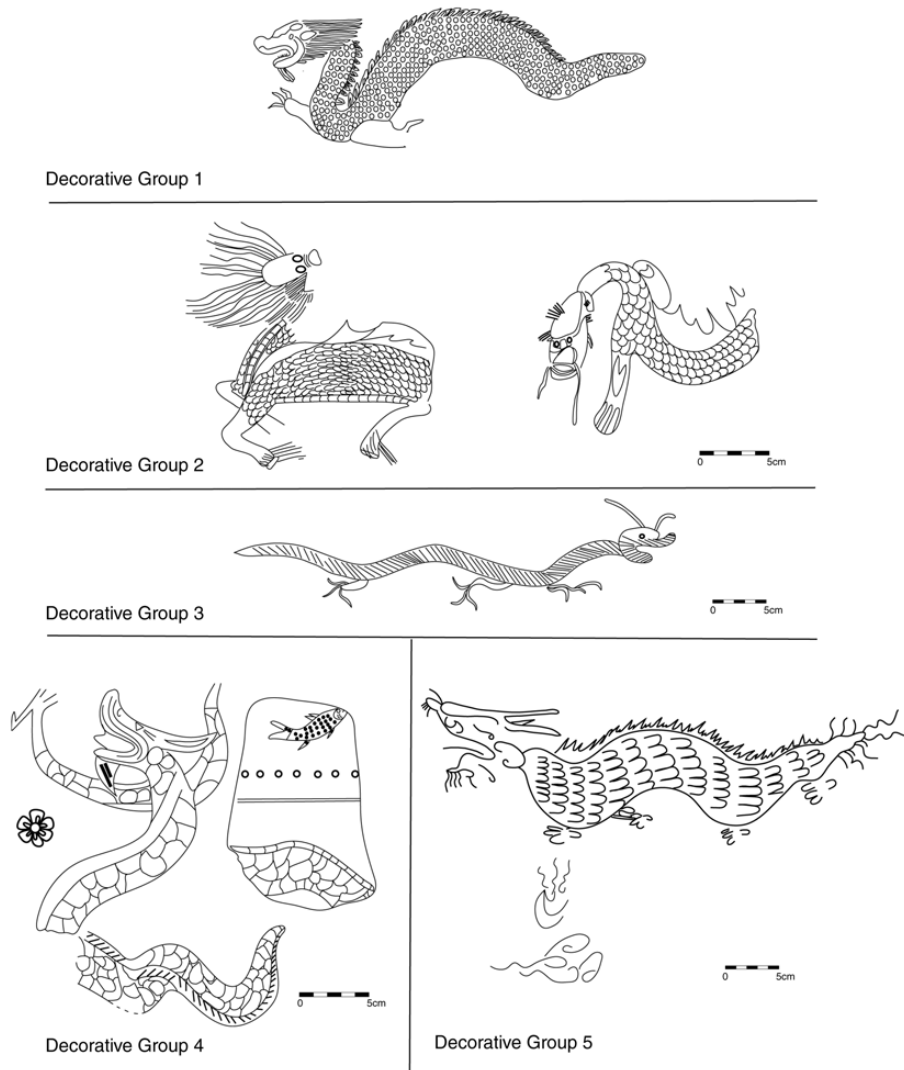 Decorative Group 1
Decorative Group 2
0 5cm
Decorative Group 3
0 5cm
Decorative Group 4
0 5cm
Decorative Group 5
0 5cm